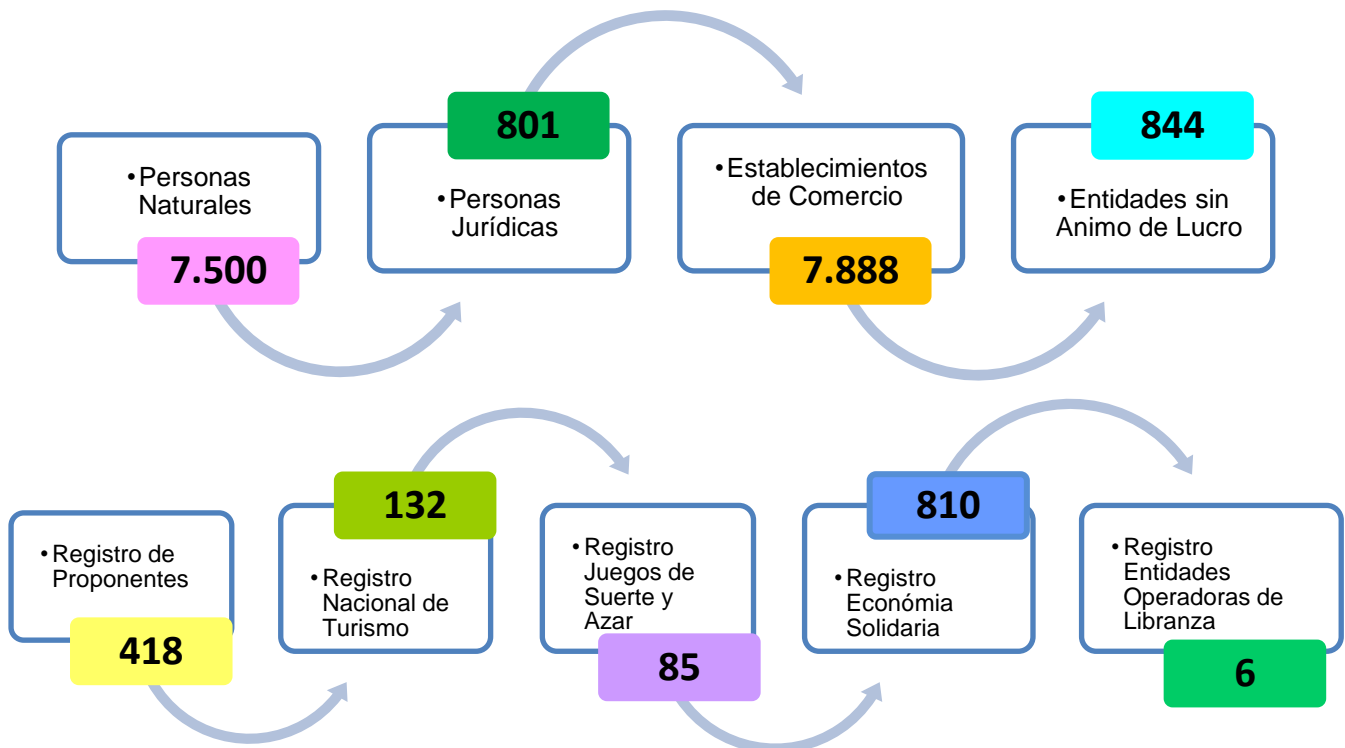 • Personas
Naturales
7.500
801
• Personas
Jurídicas
• Establecimientos
de Comercio
7.888
844
• Entidades sin
Animo de Lucro
• Registro de
Proponentes
418
132
• Registro
Nacional de
Turismo
• Registro
Juegos de
Suerte y
Azar
85
810
• Registro
Económia
Solidaria
• Registro
Entidades
Operadoras de
Libranza
6